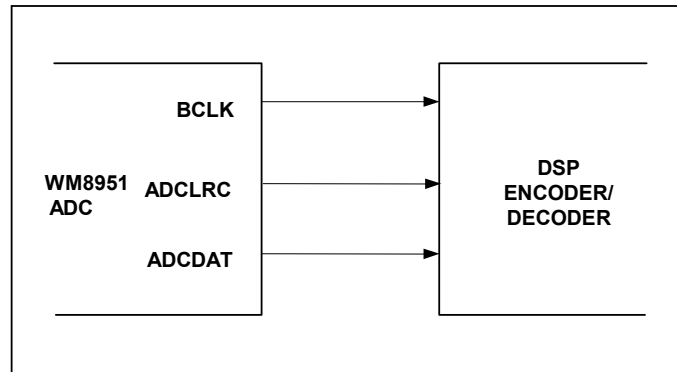 BCLK
WM8951
ADC
ADCLRC
ADCDAT
DSP
ENCODER/
DECODER